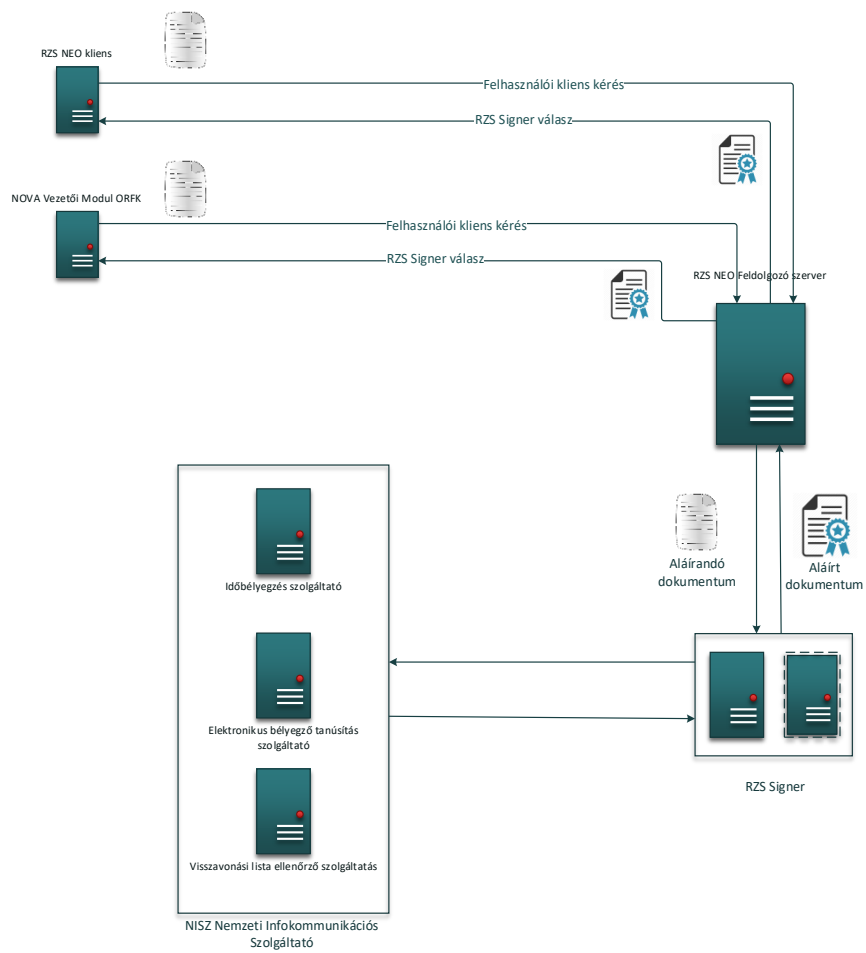 RZS NEO kliens
Felhasználói kliens kérés
RZS Signer válasz
NOVA Vezetői Modul ORFK
Felhasználói kliens kérés
RZS Signer válasz
RZS NEO Feldolgozó szerver
Aláírandó
dokumentum
Aláírt
dokumentum
Időbélyegzés szolgáltató
Elektronikus bélyegző tanúsítás
szolgáltató
Visszavonási lista ellenőrző szolgáltatás
RZS Signer
NISZ Nemzeti Infokommunikációs
Szolgáltató